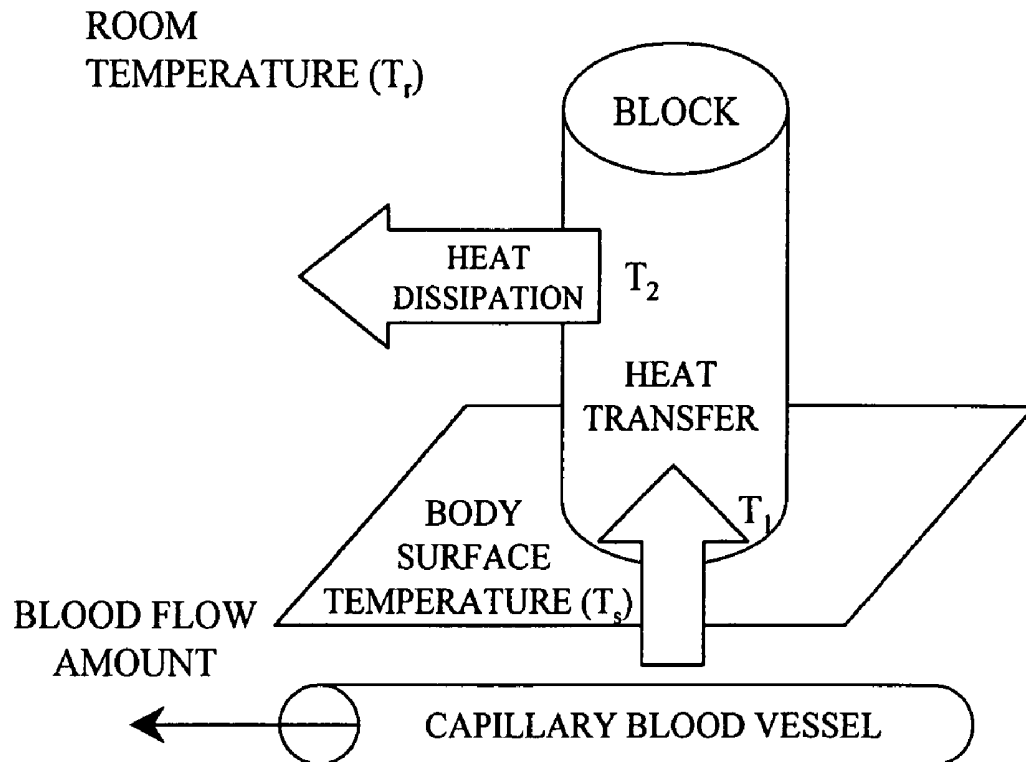 ROOM
TEMPERATURE (Tr)
BLOCK
HEAT
DISSIPATION
T2
HEAT
TRANSFER
T1
BODY
SURFACE
TEMPERATURE (Ts)
BLOOD FLOW
AMOUNT
CAPILLARY BLOOD VESSEL